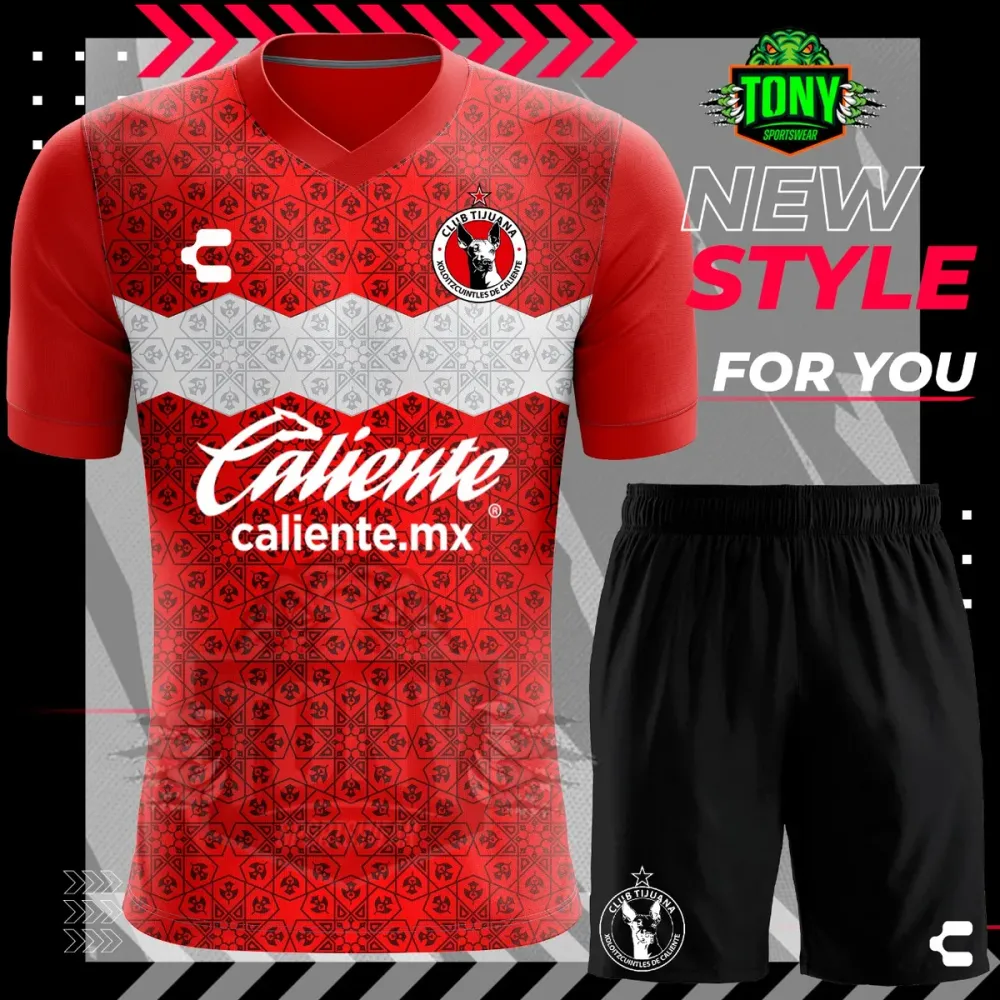 TONY
SPORTSWEAR
NEW
STYLE
FOR YOU
CLUB TIJUANA
XOLOITZCUINTLES DE CALIENTE
Caliente®
caliente.mx
CLUB TIJUANA
XOLOITZCUINTLES DE CALIENTE